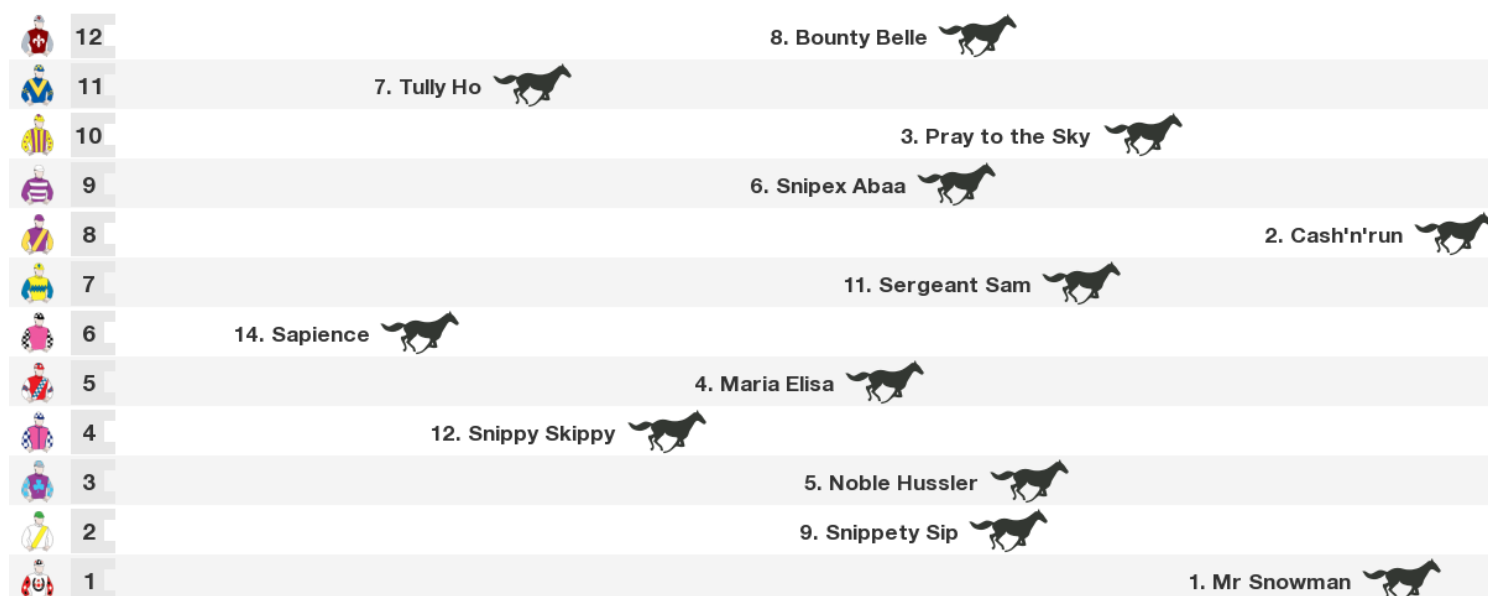 12 8. Bounty Belle
11 7. Tully Ho
10 3. Pray to the Sky
9 6. Snipex Abaa
8 2. Cash'n'run
7 11. Sergeant Sam
6 14. Sapience
5 4. Maria Elisa
4 12. Snippy Skippy
3 5. Noble Hussler
2 9. Snippety Sip
1 1. Mr Snowman